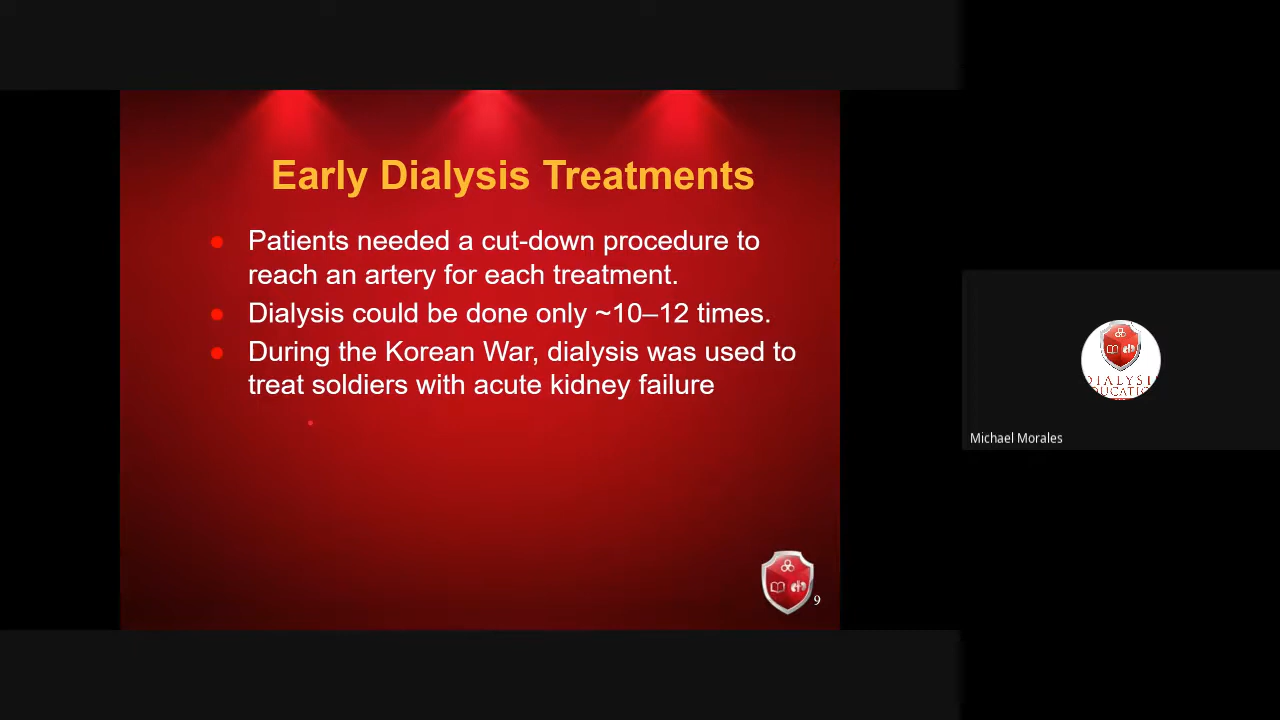 Early Dialysis Treatments
Patients needed a cut-down procedure to
reach an artery for each treatment.
Dialysis could be done only ~10–12 times.
During the Korean War, dialysis was used to
treat soldiers with acute kidney failure
9
Michael Morales